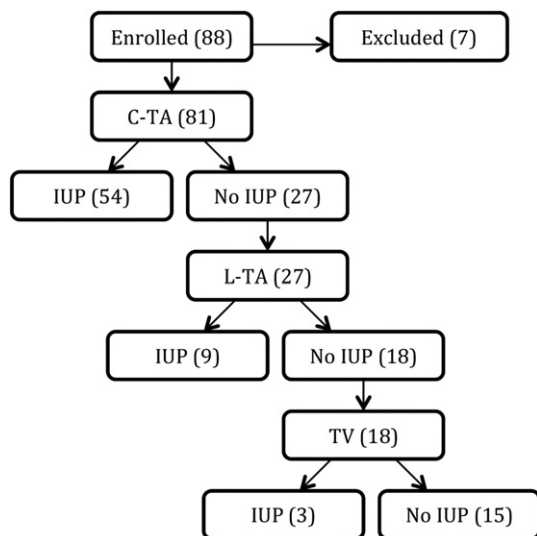 Enrolled (88)
Excluded (7)
C-TA (81)
IUP (54)
No IUP (27)
L-TA (27)
IUP (9)
No IUP (18)
TV (18)
IUP (3)
No IUP (15)